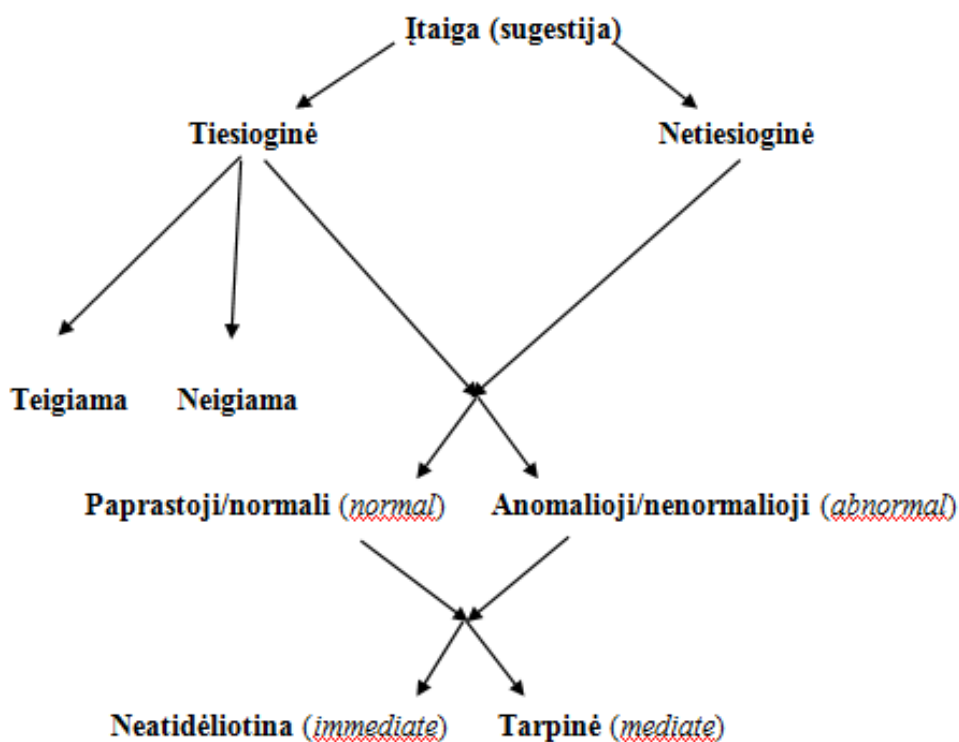 Įtaiga (sugestija)
Tiesioginė Netiesioginė
Teigiama Neigiama
Paprastoji/normali (normal) Anomalioji/nenormalioji (abnormal)
Neatidėliotina (immediate) Tarpinė (mediate)